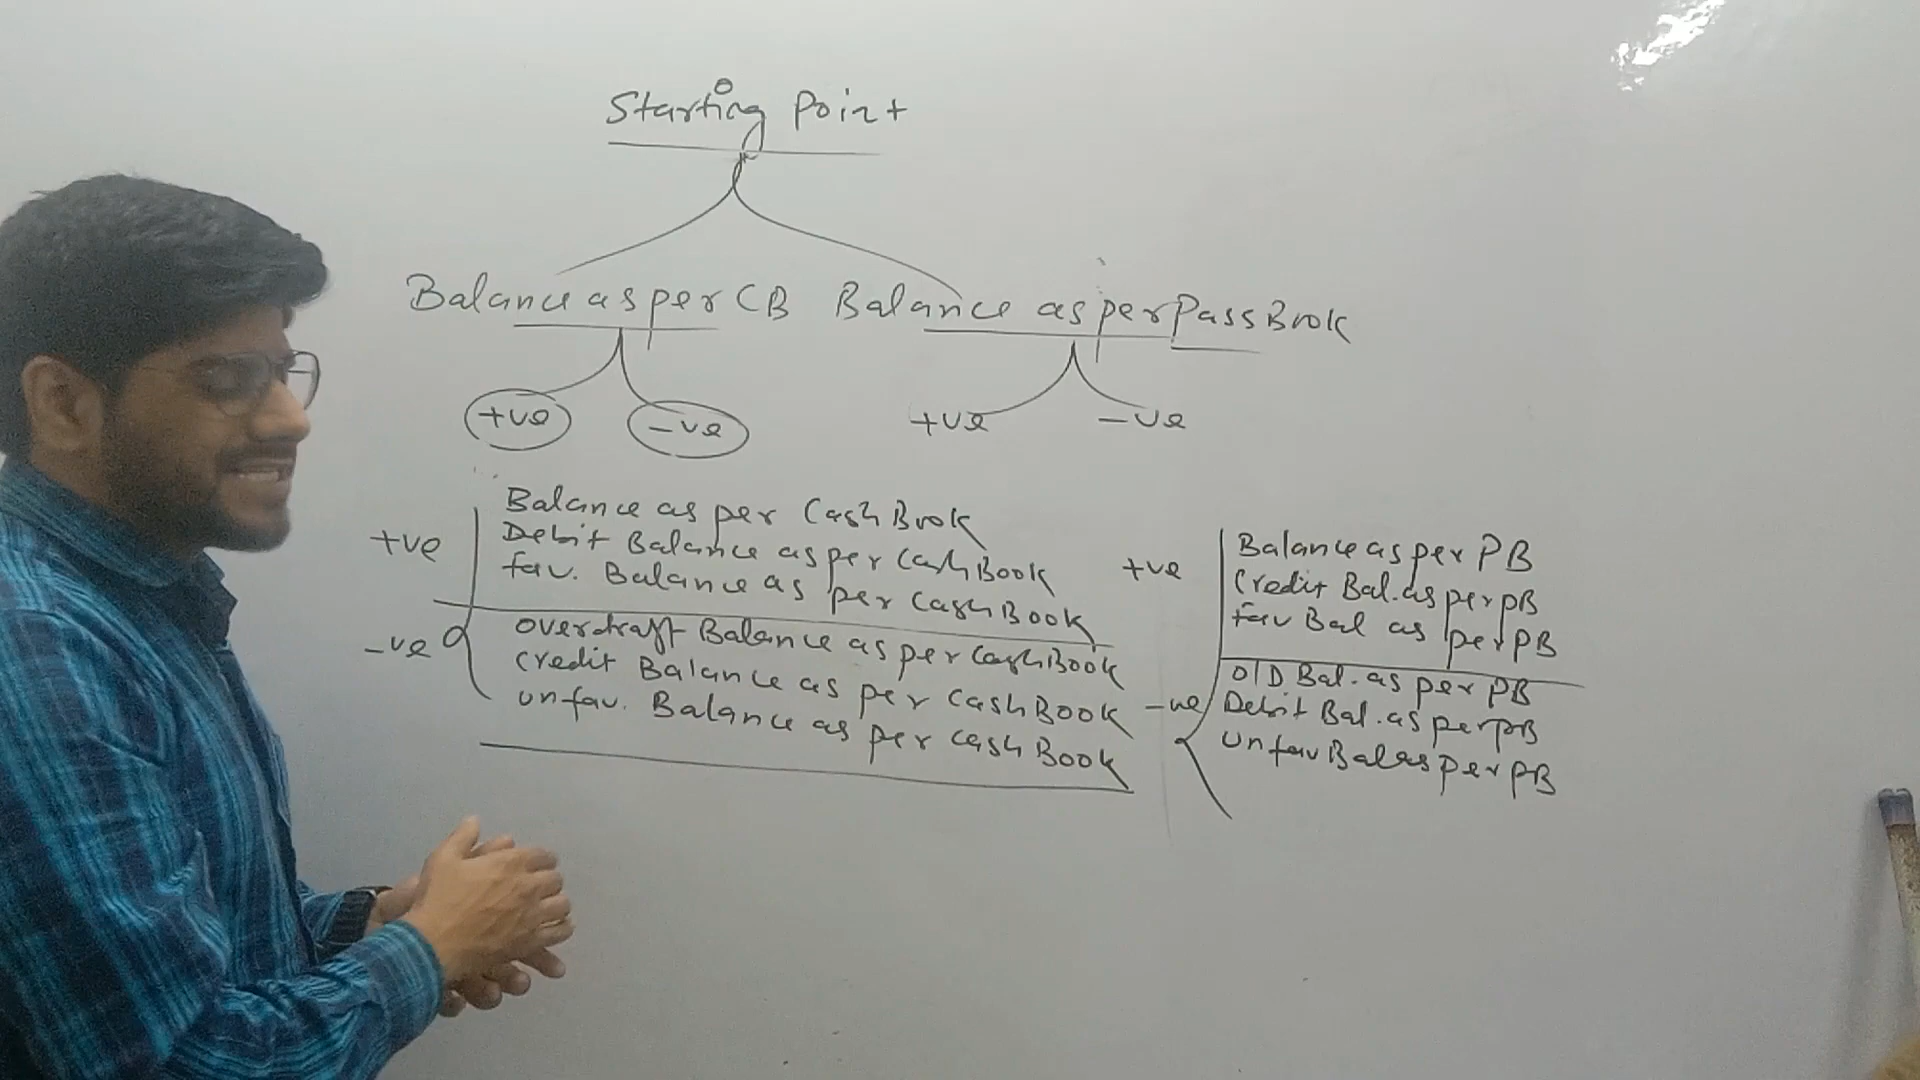 Starting Point
Balance as per CB
Balance as per Pass Book
+ve
-ve
+ve
-ve
+ve
Balance as per Cash Book
Debit Balance as per Cash Book
fav. Balance as per Cash Book
-ve
Overdraft Balance as per Cash Book
Credit Balance as per Cash Book
unfav. Balance as per Cash Book
+ve
Balance as per PB
Credit Bal. as per PB
Fav Bal as per PB
-ve
O/D Bal. as per PB
Debit Bal. as per PB
Unfav Bal as per PB